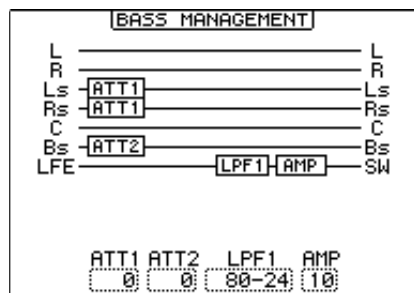 BASS MANAGEMENT
L L
R R
Ls ATT1 Ls
Rs ATT1 Rs
C C
Bs ATT2 Bs
LFE LPF1 AMP SW
ATT1 ATT2 LPF1 AMP
0 0 80-24 10